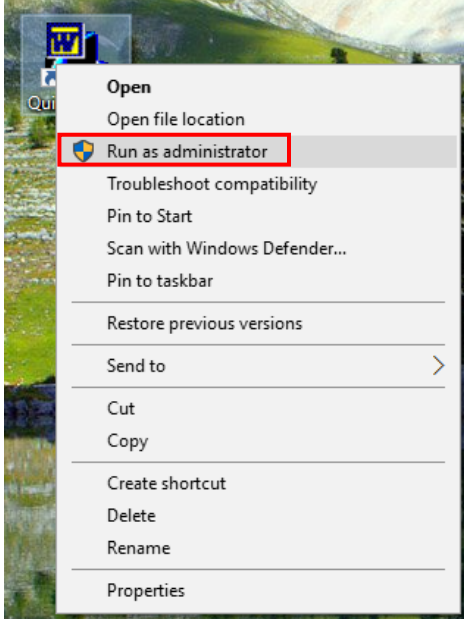 W
Qui
Open
Open file location
Run as administrator
Troubleshoot compatibility
Pin to Start
Scan with Windows Defender...
Pin to taskbar
Restore previous versions
Send to
Cut
Copy
Create shortcut
Delete
Rename
Properties